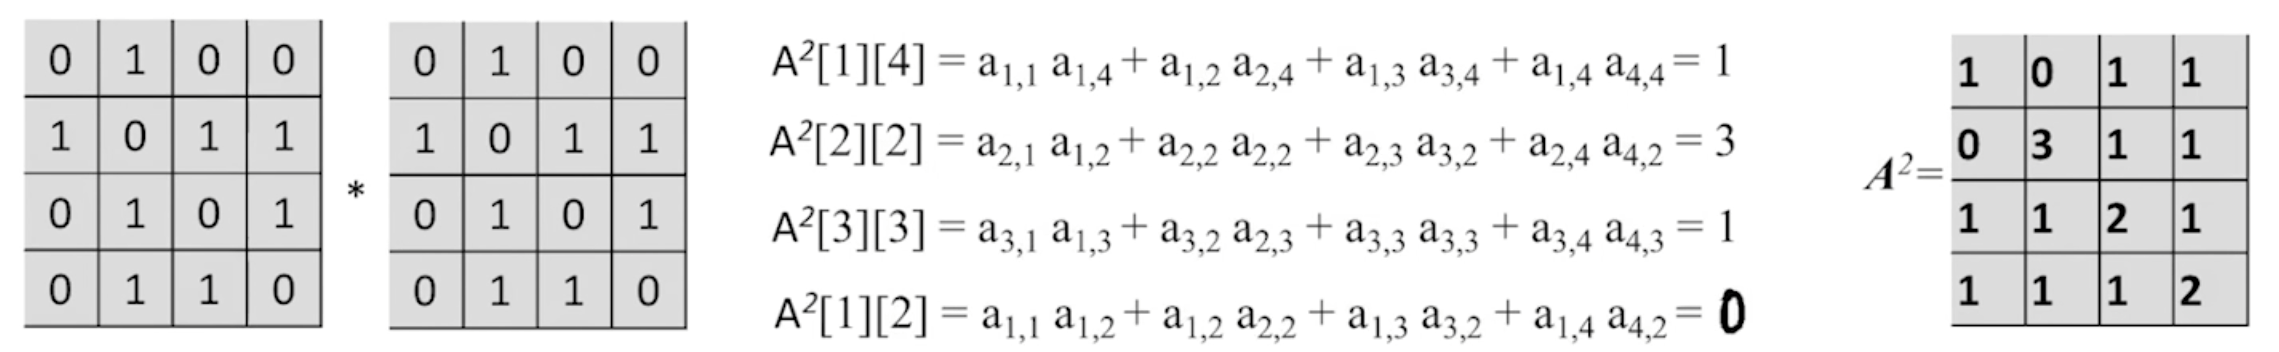 0 1 0 0
1 0 1 1
0 1 0 1
0 1 1 0
*
0 1 0 0
1 0 1 1
0 1 0 1
0 1 1 0
A²[1][4] = a₁,₁ a₁,₄ + a₁,₂ a₂,₄ + a₁,₃ a₃,₄ + a₁,₄ a₄,₄ = 1
A²[2][2] = a₂,₁ a₁,₂ + a₂,₂ a₂,₂ + a₂,₃ a₃,₂ + a₂,₄ a₄,₂ = 3
A²[3][3] = a₃,₁ a₁,₃ + a₃,₂ a₂,₃ + a₃,₃ a₃,₃ + a₃,₄ a₄,₃ = 1
A²[1][2] = a₁,₁ a₁,₂ + a₁,₂ a₂,₂ + a₁,₃ a₃,₂ + a₁,₄ a₄,₂ = 0
A²=
1 0 1 1
0 3 1 1
1 1 2 1
1 1 1 2